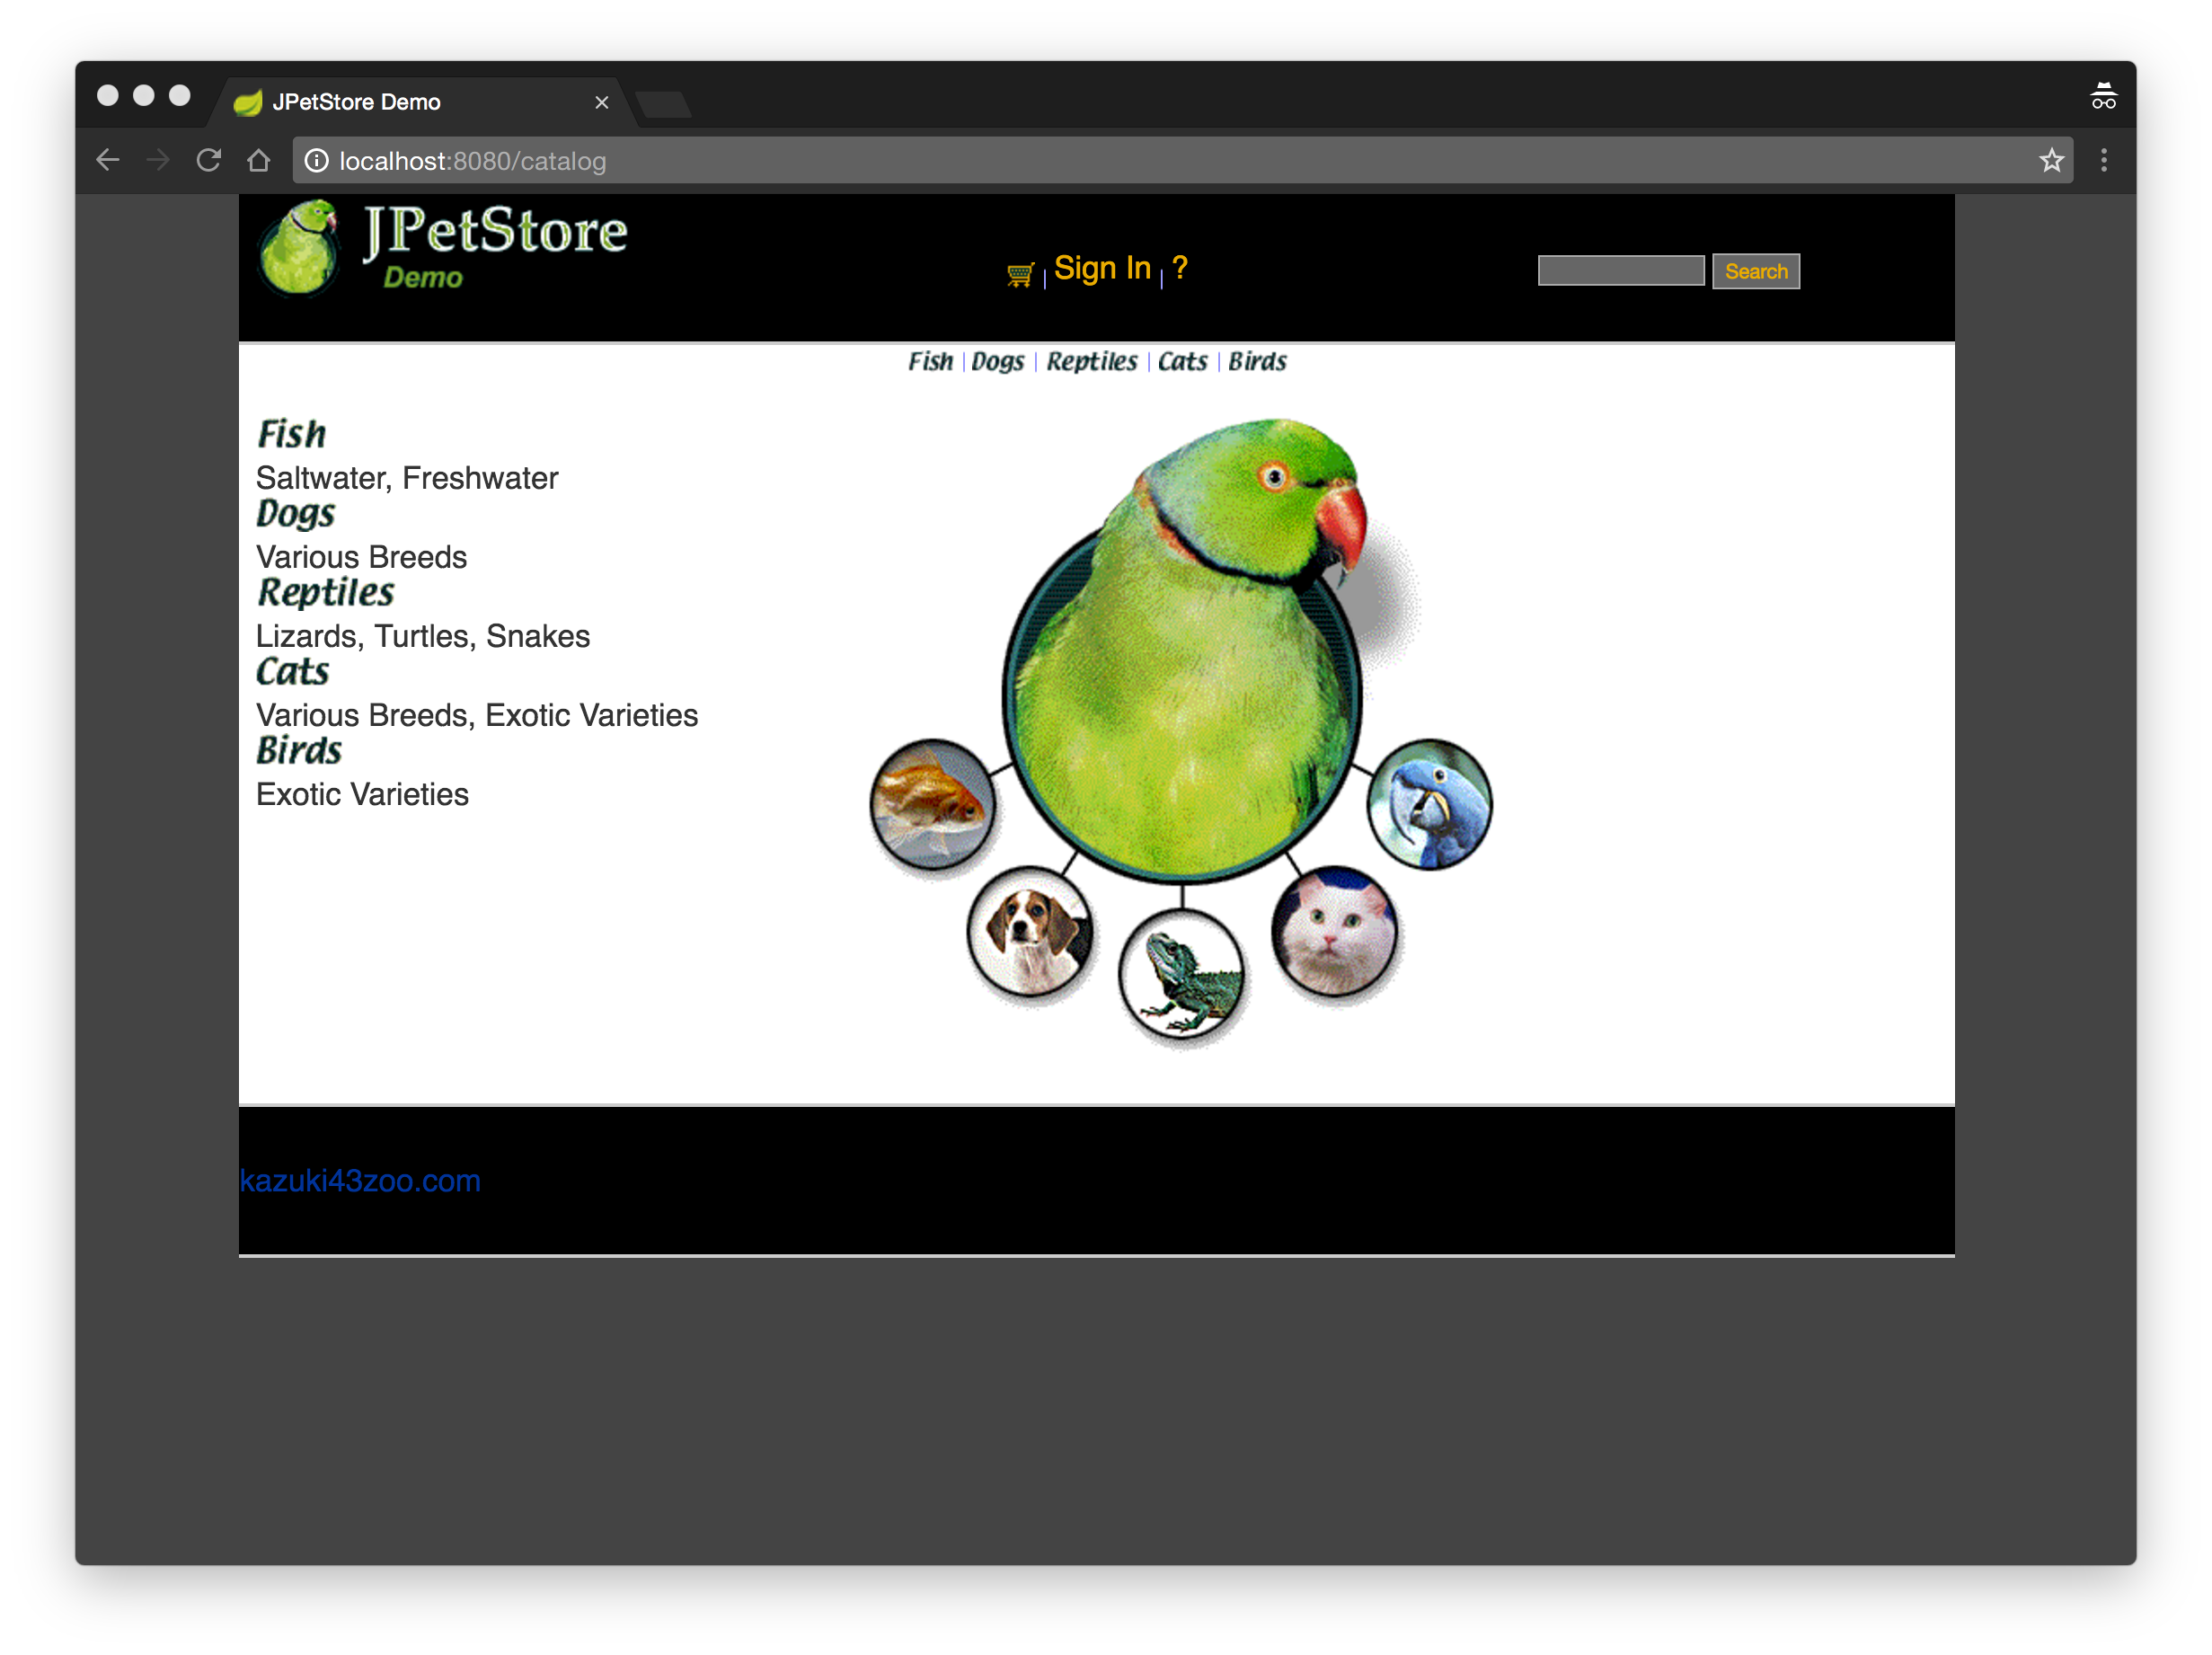 JPetStore Demo
localhost:8080/catalog
JPetStore
Demo
| Sign In | ?
Search
Fish | Dogs | Reptiles | Cats | Birds
Fish
Saltwater, Freshwater
Dogs
Various Breeds
Reptiles
Lizards, Turtles, Snakes
Cats
Various Breeds, Exotic Varieties
Birds
Exotic Varieties
kazuki43zoo.com